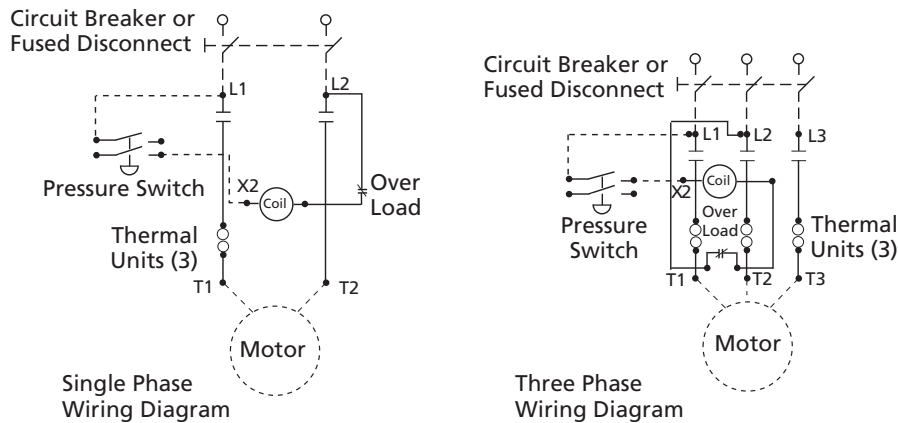 Circuit Breaker or
Fused Disconnect
L1
L2
Pressure Switch
X2
Coil
Over
Load
Thermal
Units (3)
T1
T2
Motor
Single Phase
Wiring Diagram
Circuit Breaker or
Fused Disconnect
L1
L2
L3
X2
Coil
Pressure
Switch
Over
Load
Thermal
Units (3)
T1
T2
T3
Motor
Three Phase
Wiring Diagram